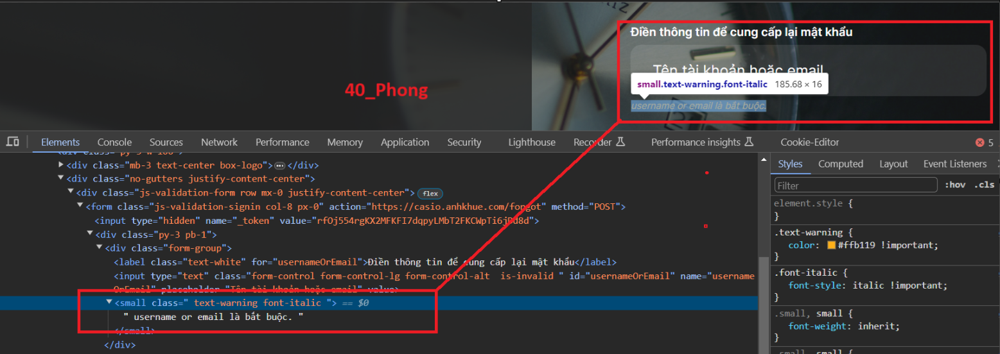 Điền thông tin để cung cấp lại mật khẩu
Tên tài khoản hoặc email
small.text-warning.font-italic 185.68 × 16
username or email là bắt buộc.
40_Phong
Elements Console Sources Network Performance Memory Application Security Lighthouse Recorder Performance insights Cookie-Editor 5
<div class="mb-3 text-center box-logo"> ••• </div>
<div class="no-gutters justify-content-center">
<div class="js-validation-form row mx-0 justify-content-center"> flex
<form class="js-validation-signin col-8 px-0" action="https://casio.anhkhue.com/forgot" method="POST">
<input type="hidden" name="_token" value="
<div class="py-3 pb-1">
<div class="form-group">
<label class="text-white" for="usernameOrEmail">Điền thông tin để cung cấp lại mật khẩu</label>
<input type="text" class="form-control form-control-lg form-control-alt is-invalid " id="usernameOrEmail" name="username
OrEmail" placeholder="Tên tài khoản hoặc email" value>
<small class=" text-warning font-italic "> == $0
" username or email là bắt buộc. "
</small>
</div>
Styles Computed Layout Event Listeners
Filter :hov .cls
element.style {
}
.text-warning {
color: #ffb119 !important;
}
.font-italic {
font-style: italic !important;
}
.small, small {
font-weight: inherit;
}
.small, small {